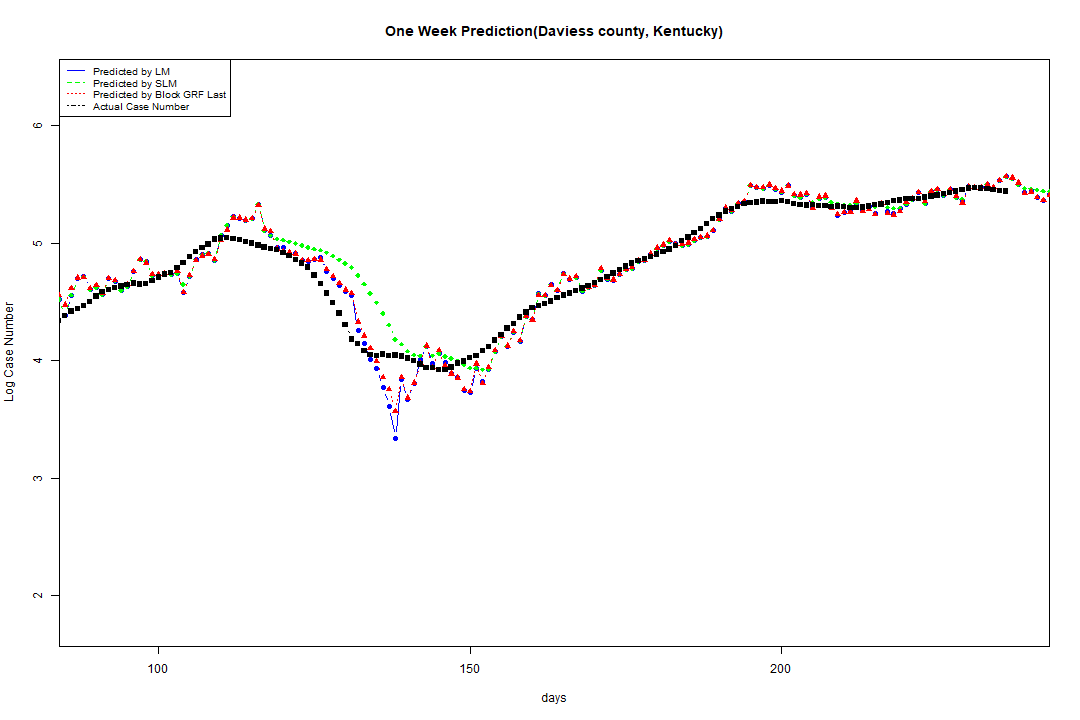 One Week Prediction(Daviess county, Kentucky)
Predicted by LM
Predicted by SLM
Predicted by Block GRF Last
Actual Case Number
6
5
4
3
2
Log Case Number
100 150 200
days